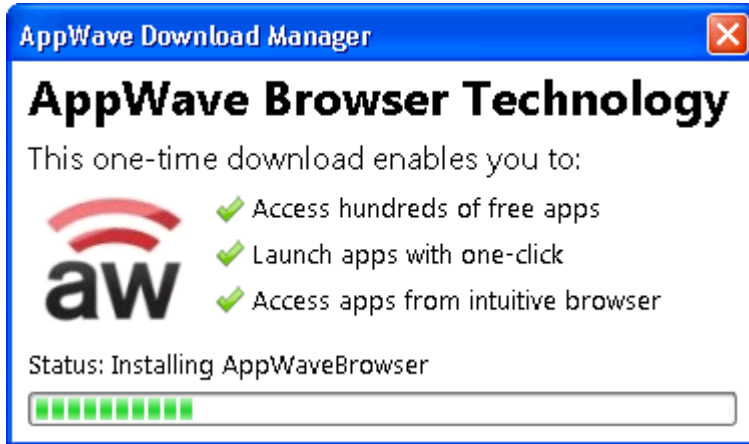 AppWave Download Manager
AppWave Browser Technology
This one-time download enables you to:
Access hundreds of free apps
Launch apps with one-click
Access apps from intuitive browser
aw
Status: Installing AppWaveBrowser